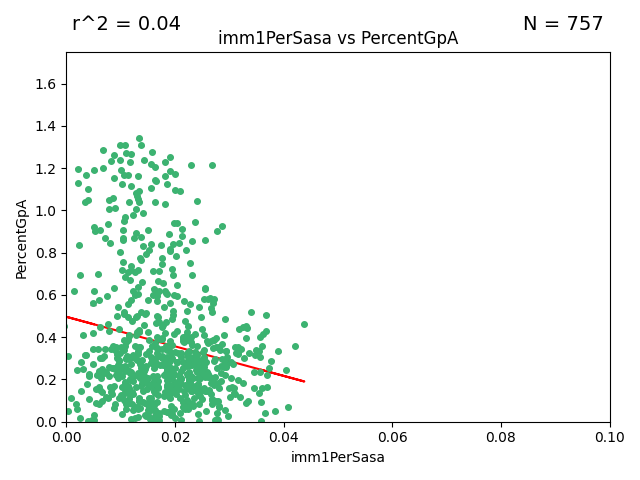 r^2 = 0.04
N = 757
imm1PerSasa vs PercentGpA
PercentGpA
1.6
1.4
1.2
1.0
0.8
0.6
0.4
0.2
0.0
0.00 0.02 0.04 0.06 0.08 0.10
imm1PerSasa